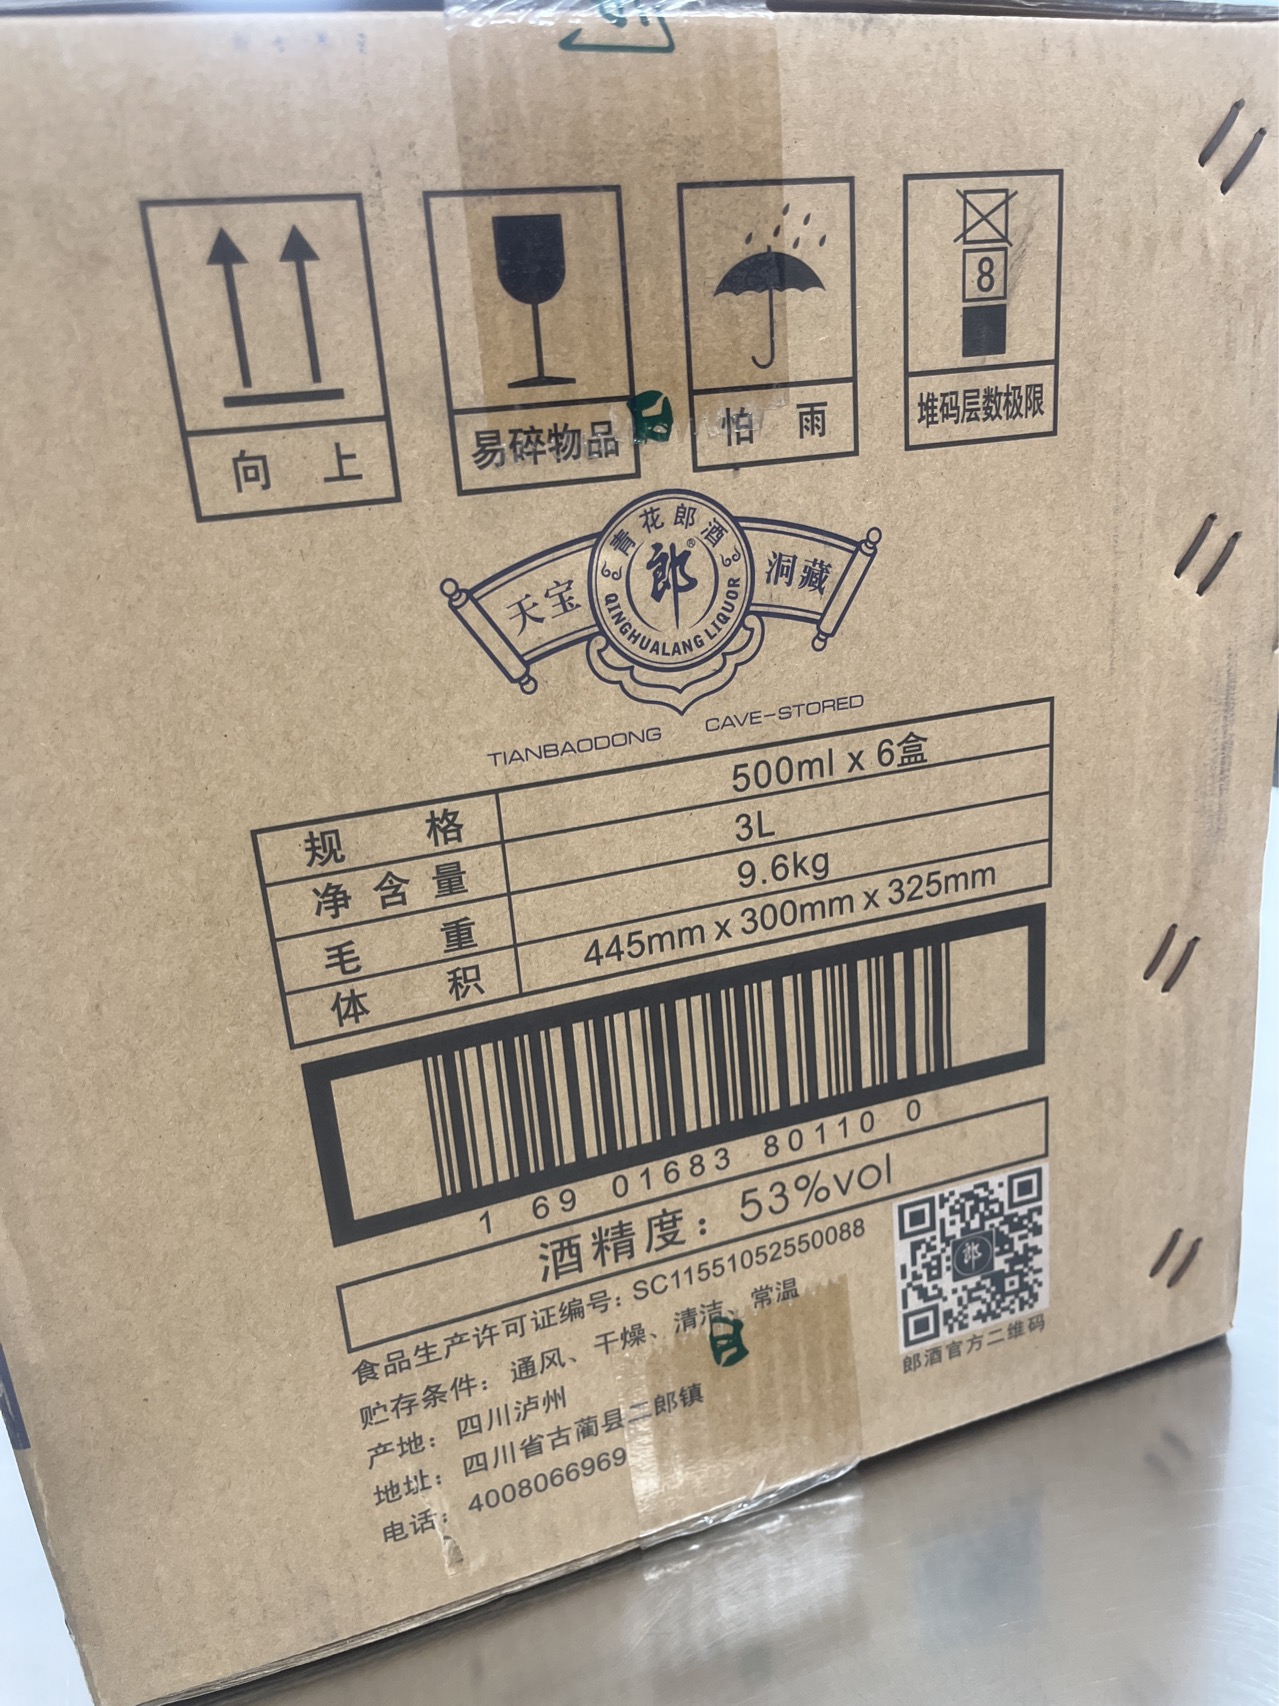 8
向 上
易碎物品
怕 雨
堆码层数极限
青花郎酒
天宝
郎®
洞藏
QINGHUALANG LIQUOR
TIANBAODONG CAVE-STORED
规 格 500ml x 6盒
净含量 3L
毛 重 9.6kg
体 积 445mm x 300mm x 325mm
1 69 01683 80110 0
酒精度：53%vol
食品生产许可证编号：SC11551052550088
贮存条件：通风、干燥、清洁、常温
产地：四川泸州
地址：四川省古蔺县二郎镇
电话：4008066969
郎
郎酒官方二维码